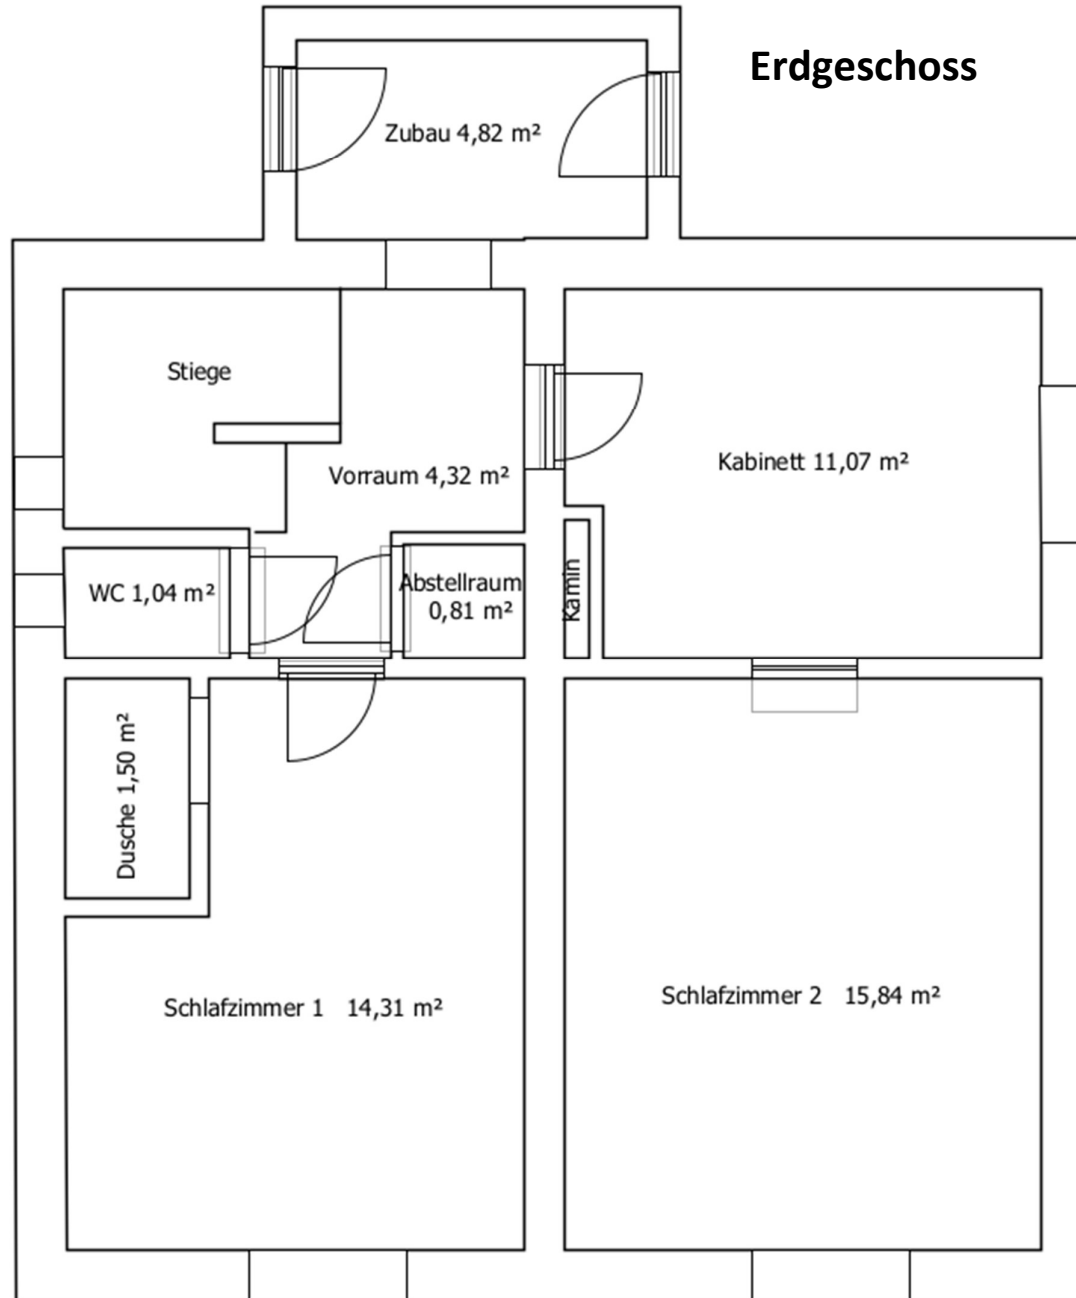 Erdgeschoss
Zubau 4,82 m²
Stiege
Vorraum 4,32 m²
Kabinett 11,07 m²
WC 1,04 m²
Abstellraum
0,81 m²
Kamin
Dusche 1,50 m²
Schlafzimmer 1 14,31 m²
Schlafzimmer 2 15,84 m²